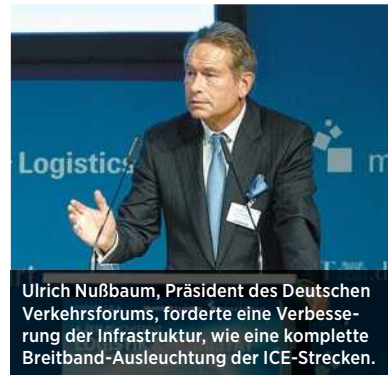 Logistics
Ulrich Nußbaum, Präsident des Deutschen
Verkehrsforums, forderte eine Verbesse-
rung der Infrastruktur, wie eine komplette
Breitband-Ausleuchtung der ICE-Strecken.